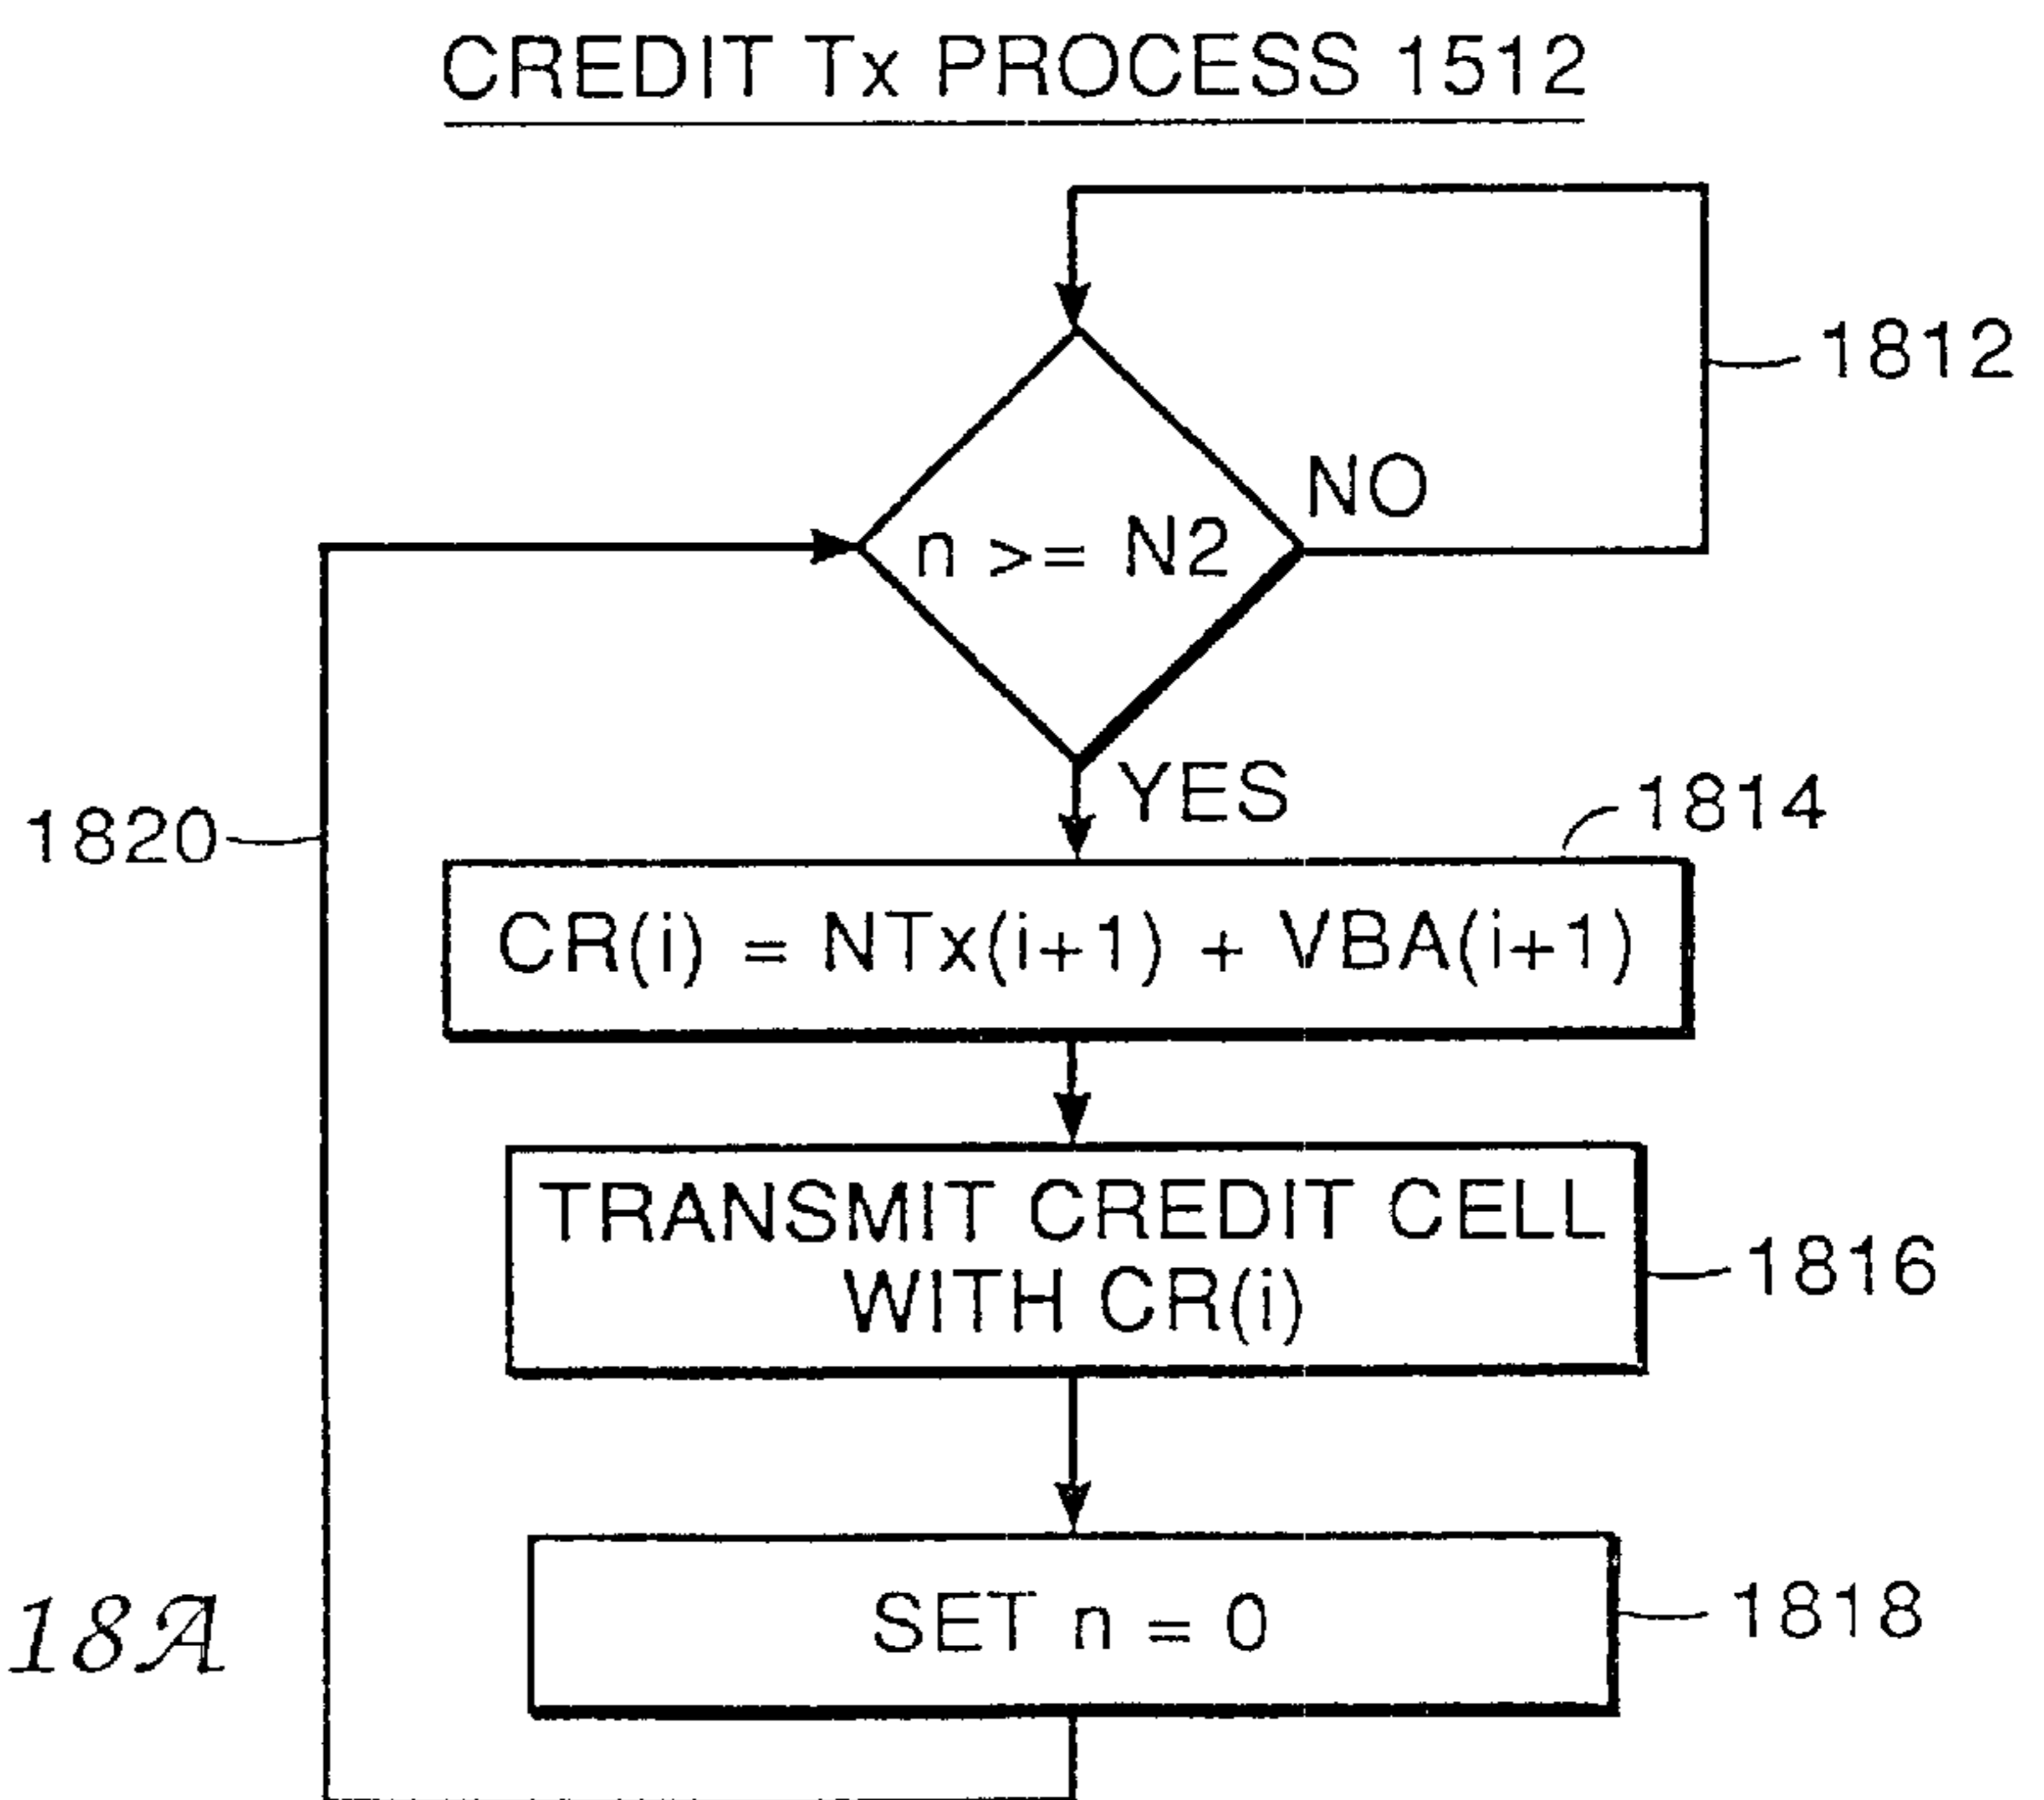 CREDIT Tx PROCESS 1512
1812
NO
n >= N2
YES
1814
1820
CR(i) = NTx(i+1) + VBA(i+1)
TRANSMIT CREDIT CELL
WITH CR(i)
1816
SET n = 0
1818
18A